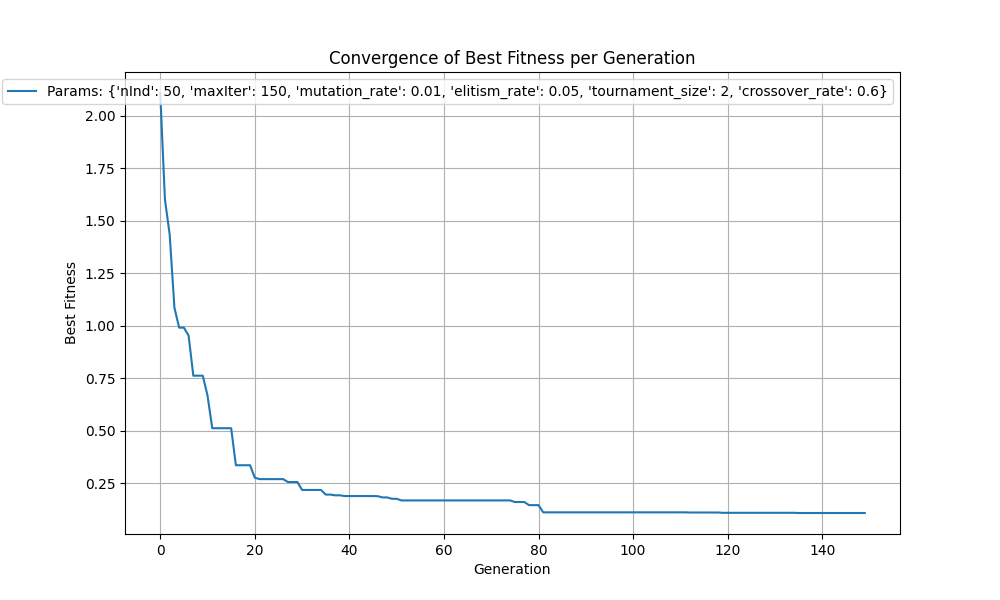 Convergence of Best Fitness per Generation
Params: {'nInd': 50, 'maxIter': 150, 'mutation_rate': 0.01, 'elitism_rate': 0.05, 'tournament_size': 2, 'crossover_rate': 0.6}
2.00
1.75
1.50
1.25
1.00
0.75
0.50
0.25
Best Fitness
0 20 40 60 80 100 120 140
Generation